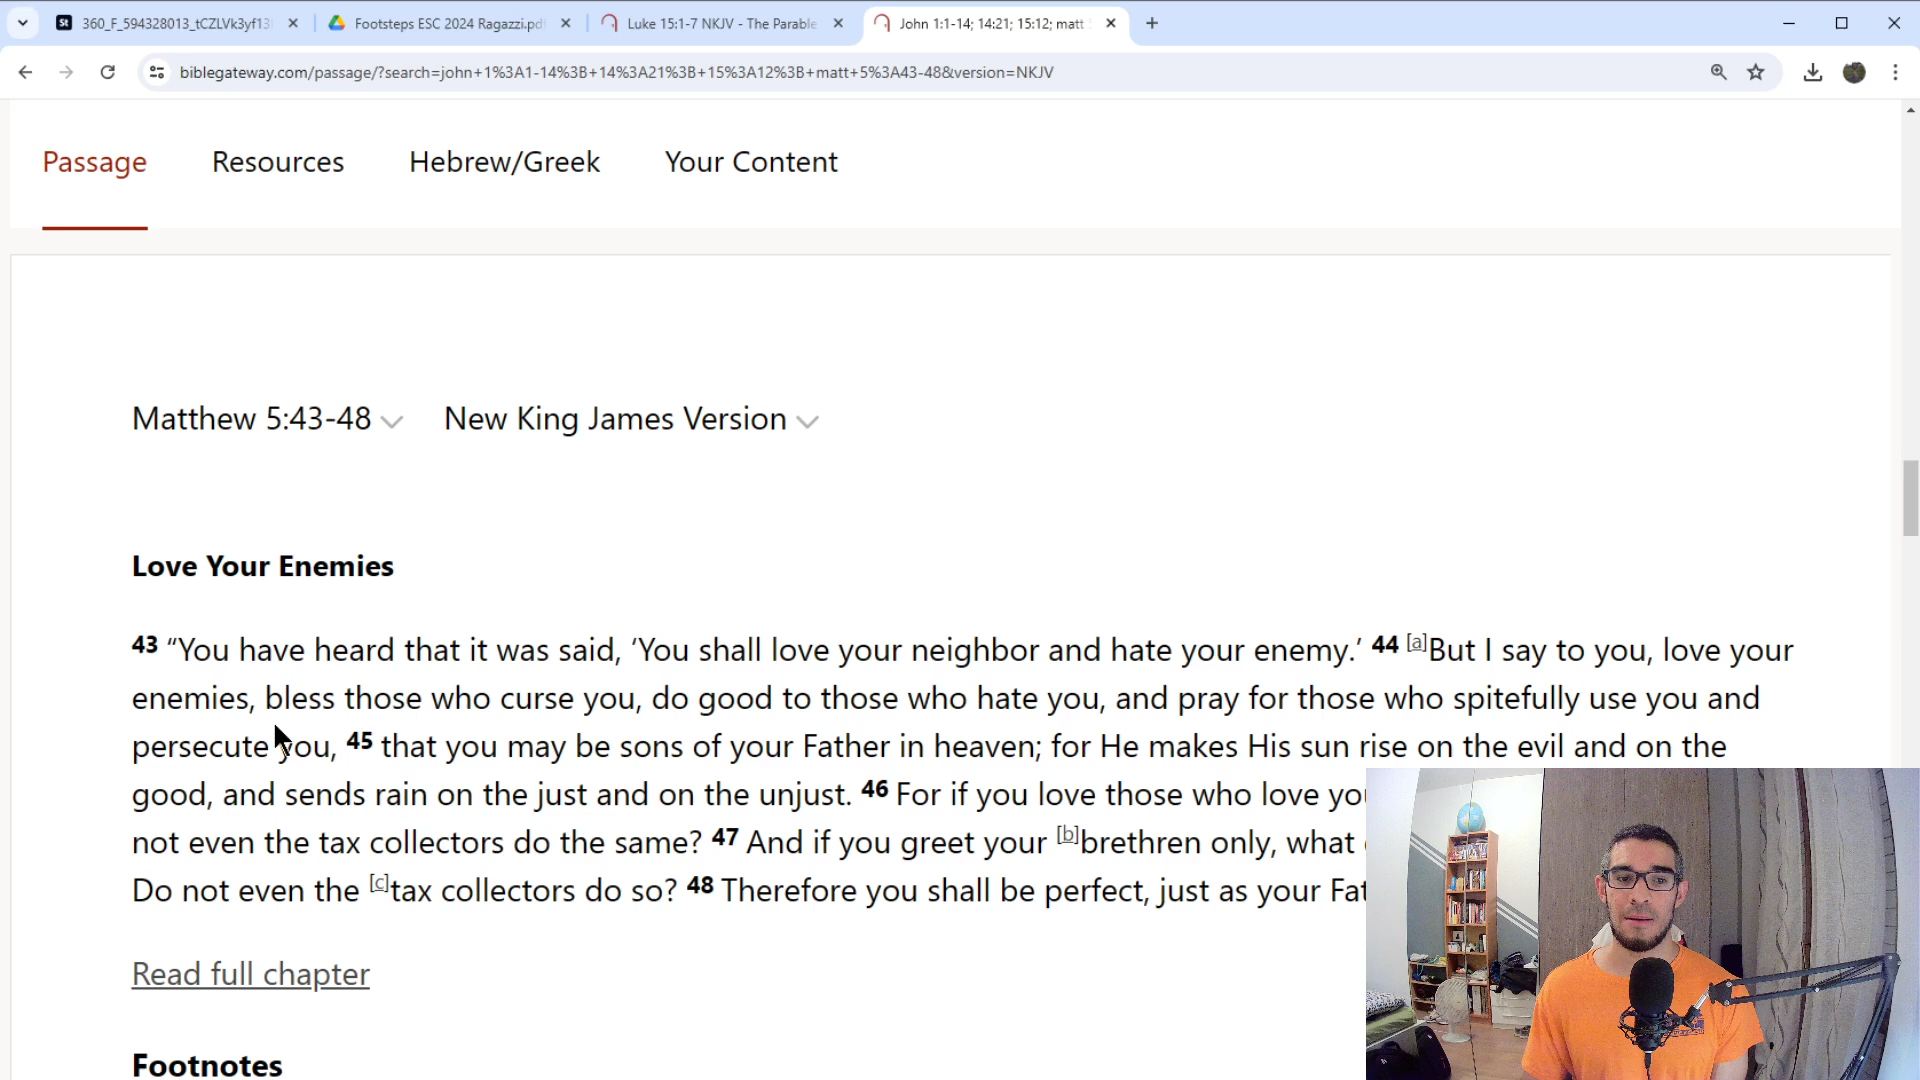 360_F_594328013_tCZLVk3yf13
Footsteps ESC 2024 Ragazzi.pd
Luke 15:1-7 NKJV - The Parable
John 1:1-14; 14:21; 15:12; matt
biblegateway.com/passage/?search=john+1%3A1-14%3B+14%3A21%3B+15%3A12%3B+matt+5%3A43-48&version=NKJV
Passage
Resources
Hebrew/Greek
Your Content
Matthew 5:43-48
New King James Version
Love Your Enemies
43 “You have heard that it was said, ‘You shall love your neighbor and hate your enemy.’ 44 [a]But I say to you, love your
enemies, bless those who curse you, do good to those who hate you, and pray for those who spitefully use you and
persecute you, 45 that you may be sons of your Father in heaven; for He makes His sun rise on the evil and on the
good, and sends rain on the just and on the unjust. 46 For if you love those who love
not even the tax collectors do the same? 47 And if you greet your [b]brethren only, what
Do not even the [c]tax collectors do so? 48 Therefore you shall be perfect, just as your
Read full chapter
Footnotes